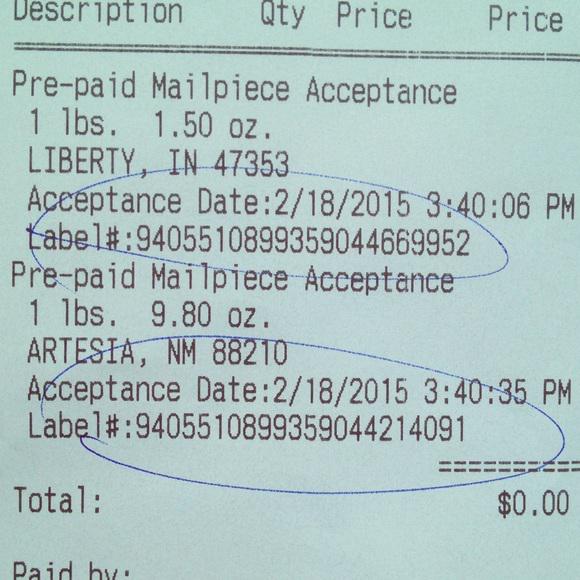 Description Qty Price Price
Pre-paid Mailpiece Acceptance
1 lbs. 1.50 oz.
LIBERTY, IN 47353
Acceptance Date:2/18/2015 3:40:06 PM
Label#:9405510899359044669952
Pre-paid Mailpiece Acceptance
1 lbs. 9.80 oz.
ARTESIA, NM 88210
Acceptance Date:2/18/2015 3:40:35 PM
Label#:9405510899359044214091
Total: $0.00
Paid by: